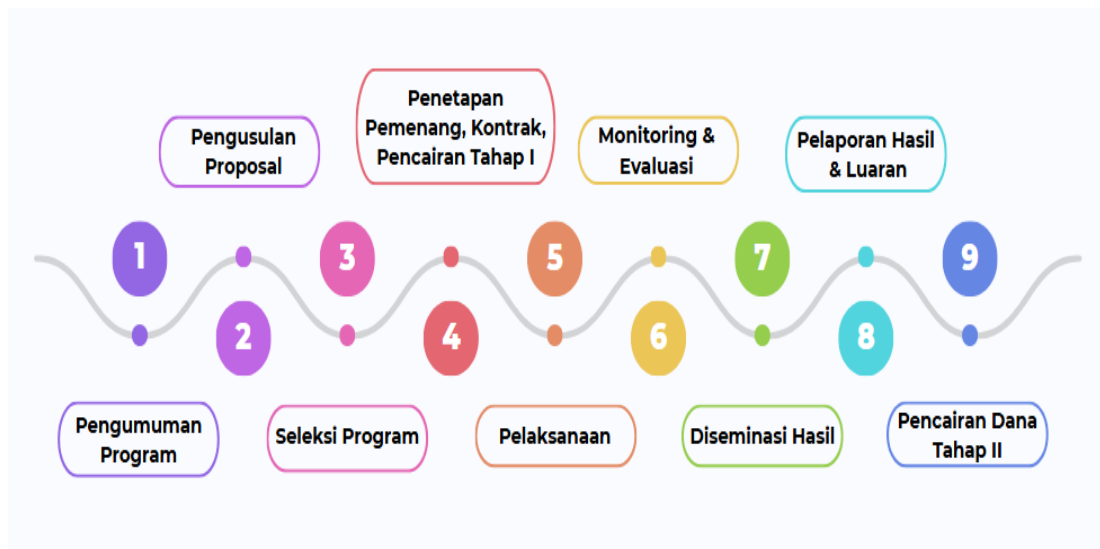 1
Pengumuman
Program
2
Pengusulan
Proposal
3
Seleksi Program
4
Penetapan
Pemenang, Kontrak,
Pencairan Tahap I
5
Pelaksanaan
6
Monitoring &
Evaluasi
7
Diseminasi Hasil
8
Pelaporan Hasil
& Luaran
9
Pencairan Dana
Tahap II